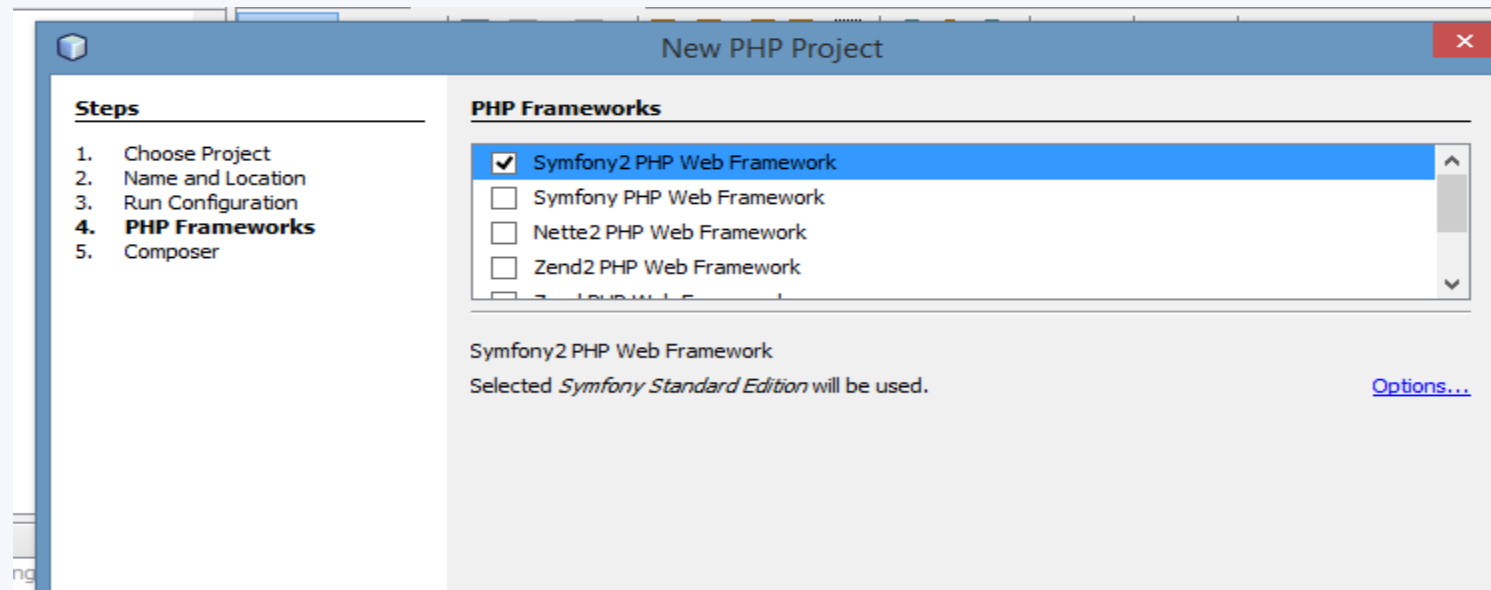 New PHP Project
Steps
1. Choose Project
2. Name and Location
3. Run Configuration
4. PHP Frameworks
5. Composer
PHP Frameworks
Symfony2 PHP Web Framework
Symfony PHP Web Framework
Nette2 PHP Web Framework
Zend2 PHP Web Framework
Symfony2 PHP Web Framework
Selected Symfony Standard Edition will be used.
Options...
ng